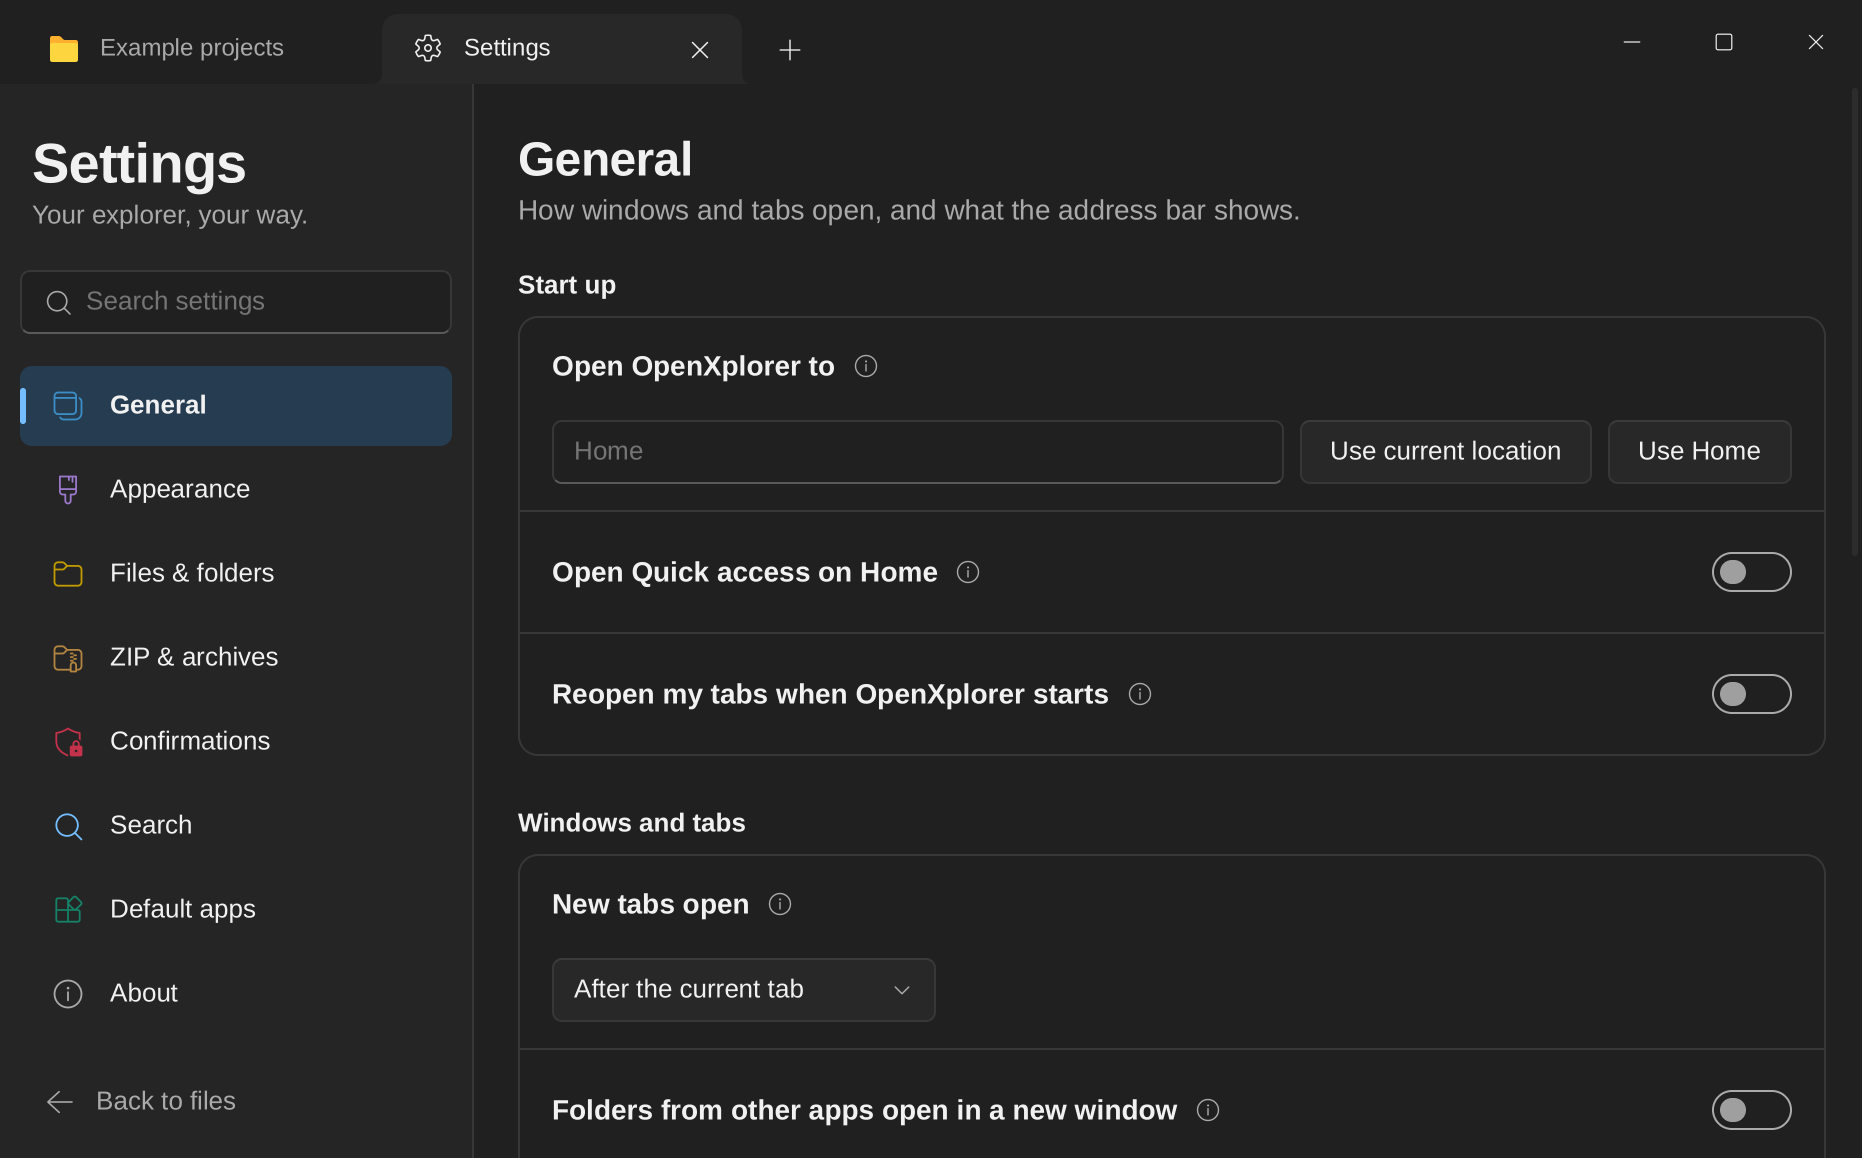 Example projects
Settings
Settings
Your explorer, your way.
Search settings
General
Appearance
Files & folders
ZIP & archives
Confirmations
Search
Default apps
About
Back to files
General
How windows and tabs open, and what the address bar shows.
Start up
Open OpenXplorer to
Home
Use current location
Use Home
Open Quick access on Home
Reopen my tabs when OpenXplorer starts
Windows and tabs
New tabs open
After the current tab
Folders from other apps open in a new window